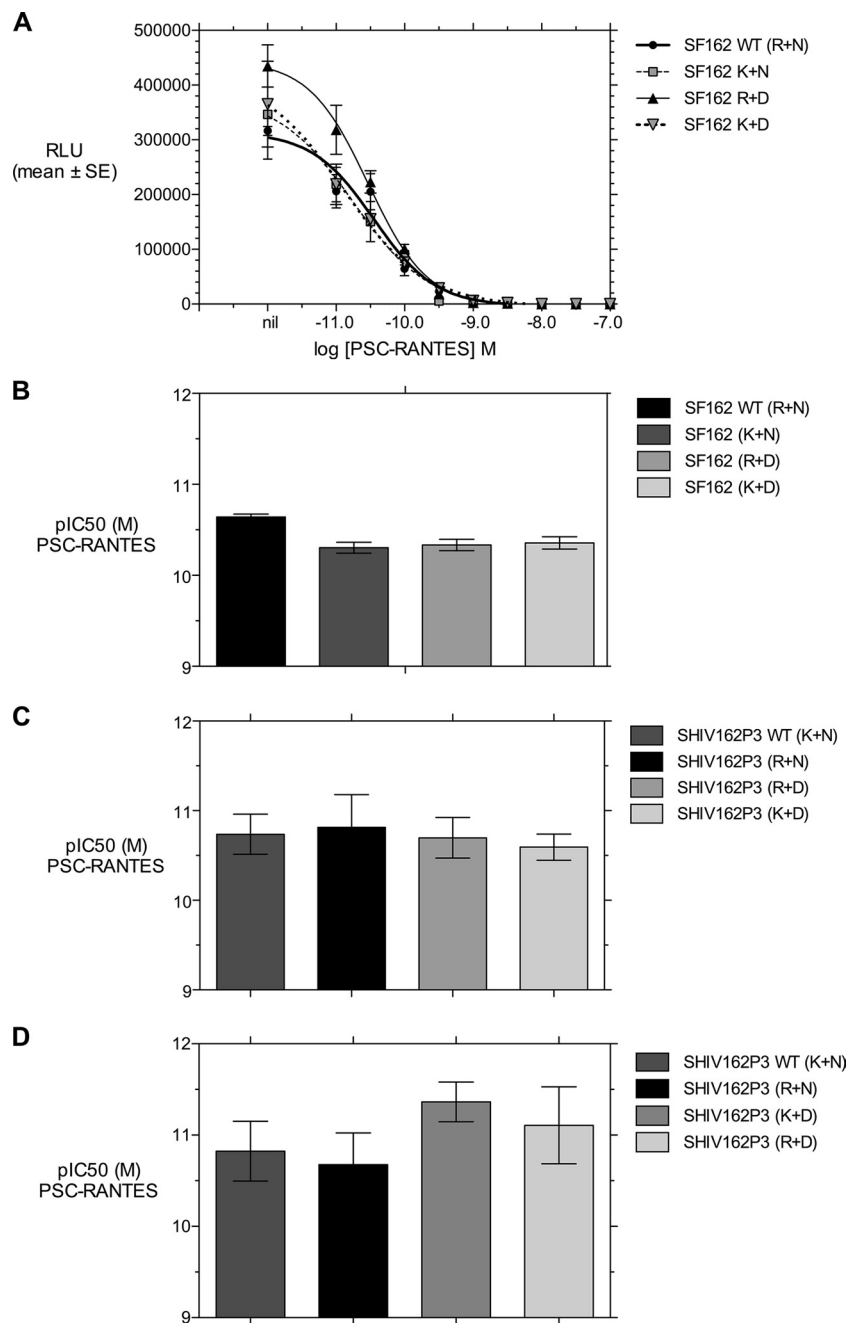 A
500000
400000
300000
200000
100000
0
RLU
(mean ± SE)
nil
-11.0
-10.0
-9.0
-8.0
-7.0
log [PSC-RANTES] M
SF162 WT (R+N)
SF162 K+N
SF162 R+D
SF162 K+D
B
12
11
10
9
pIC50 (M)
PSC-RANTES
SF162 WT (R+N)
SF162 (K+N)
SF162 (R+D)
SF162 (K+D)
C
12
11
10
9
pIC50 (M)
PSC-RANTES
SHIV162P3 WT (K+N)
SHIV162P3 (R+N)
SHIV162P3 (R+D)
SHIV162P3 (K+D)
D
12
11
10
9
pIC50 (M)
PSC-RANTES
SHIV162P3 WT (K+N)
SHIV162P3 (R+N)
SHIV162P3 (K+D)
SHIV162P3 (R+D)